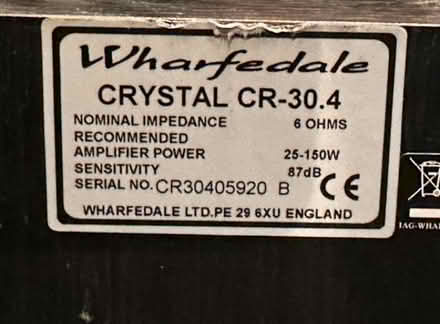 Wharfedale
CRYSTAL CR-30.4
NOMINAL IMPEDANCE 6 OHMS
RECOMMENDED
AMPLIFIER POWER 25-150W
SENSITIVITY 87dB
SERIAL NO. CR30405920 B CE
WHARFEDALE LTD.PE 29 6XU ENGLAND